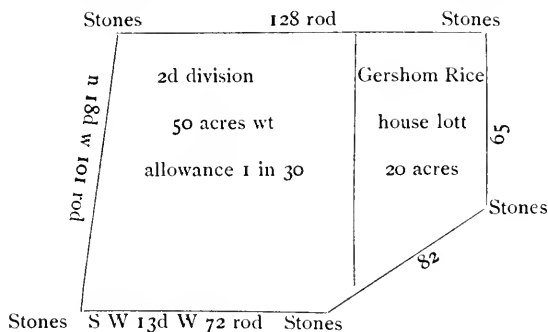 Stones 128 rod Stones
2d division
Gershom Rice
50 acres wt
house lott
allowance 1 in 30
20 acres
n 18d w 101 rod
65
Stones
82
Stones S W 13d W 72 rod Stones